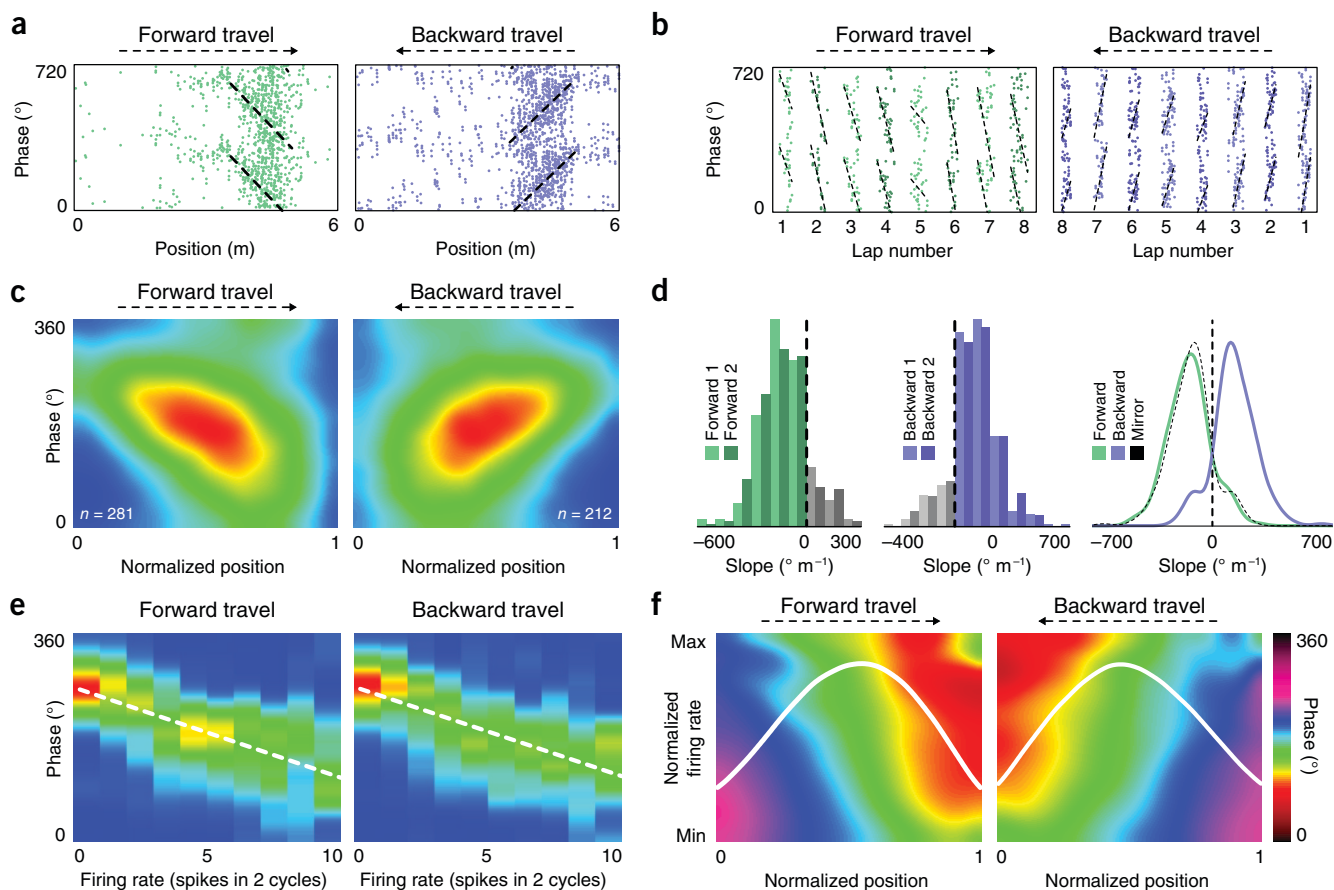 a
Forward travel
Backward travel
720
Phase (°)
0
0
6
0
6
Position (m)
Position (m)
b
Forward travel
Backward travel
720
Phase (°)
0
1 2 3 4 5 6 7 8
8 7 6 5 4 3 2 1
Lap number
Lap number
c
Forward travel
Backward travel
360
Phase (°)
0
n = 281
n = 212
0
1
0
1
Normalized position
Normalized position
d
Forward 1
Forward 2
Backward 1
Backward 2
Forward
Backward
Mirror
–600 0 300
–400 0 700
–700 0 700
Slope (° m–1)
Slope (° m–1)
Slope (° m–1)
e
Forward travel
Backward travel
360
Phase (°)
0
0 5 10
0 5 10
Firing rate (spikes in 2 cycles)
Firing rate (spikes in 2 cycles)
f
Forward travel
Backward travel
Max
Normalized
firing rate
Min
0
1
0
1
Normalized position
Normalized position
360
Phase (°)
0